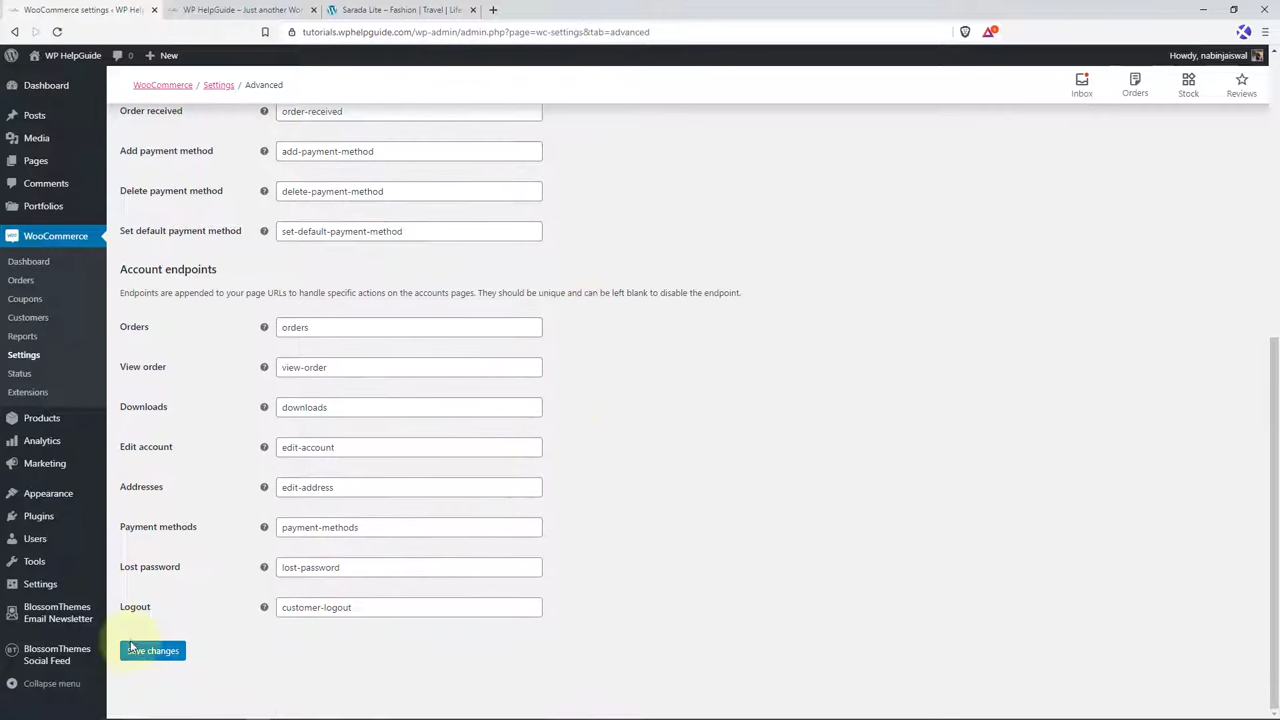 WooCommerce settings ‹ WP Help
WP HelpGuide – Just another Wor
Sarada Lite – Fashion | Travel | Life
tutorials.wphelpguide.com/wp-admin/admin.php?page=wc-settings&tab=advanced
WP HelpGuide
0
New
Howdy, nabinjaiswal
WooCommerce / Settings / Advanced
Inbox
Orders
Stock
Reviews
Dashboard
Posts
Media
Pages
Comments
Portfolios
WooCommerce
Dashboard
Orders
Coupons
Customers
Reports
Settings
Status
Extensions
Products
Analytics
Marketing
Appearance
Plugins
Users
Tools
Settings
BlossomThemes
Email Newsletter
BlossomThemes
Social Feed
Collapse menu
Order received order-received
Add payment method add-payment-method
Delete payment method delete-payment-method
Set default payment method set-default-payment-method
Account endpoints
Endpoints are appended to your page URLs to handle specific actions on the accounts pages. They should be unique and can be left blank to disable the endpoint.
Orders orders
View order view-order
Downloads downloads
Edit account edit-account
Addresses edit-address
Payment methods payment-methods
Lost password lost-password
Logout customer-logout
Save changes